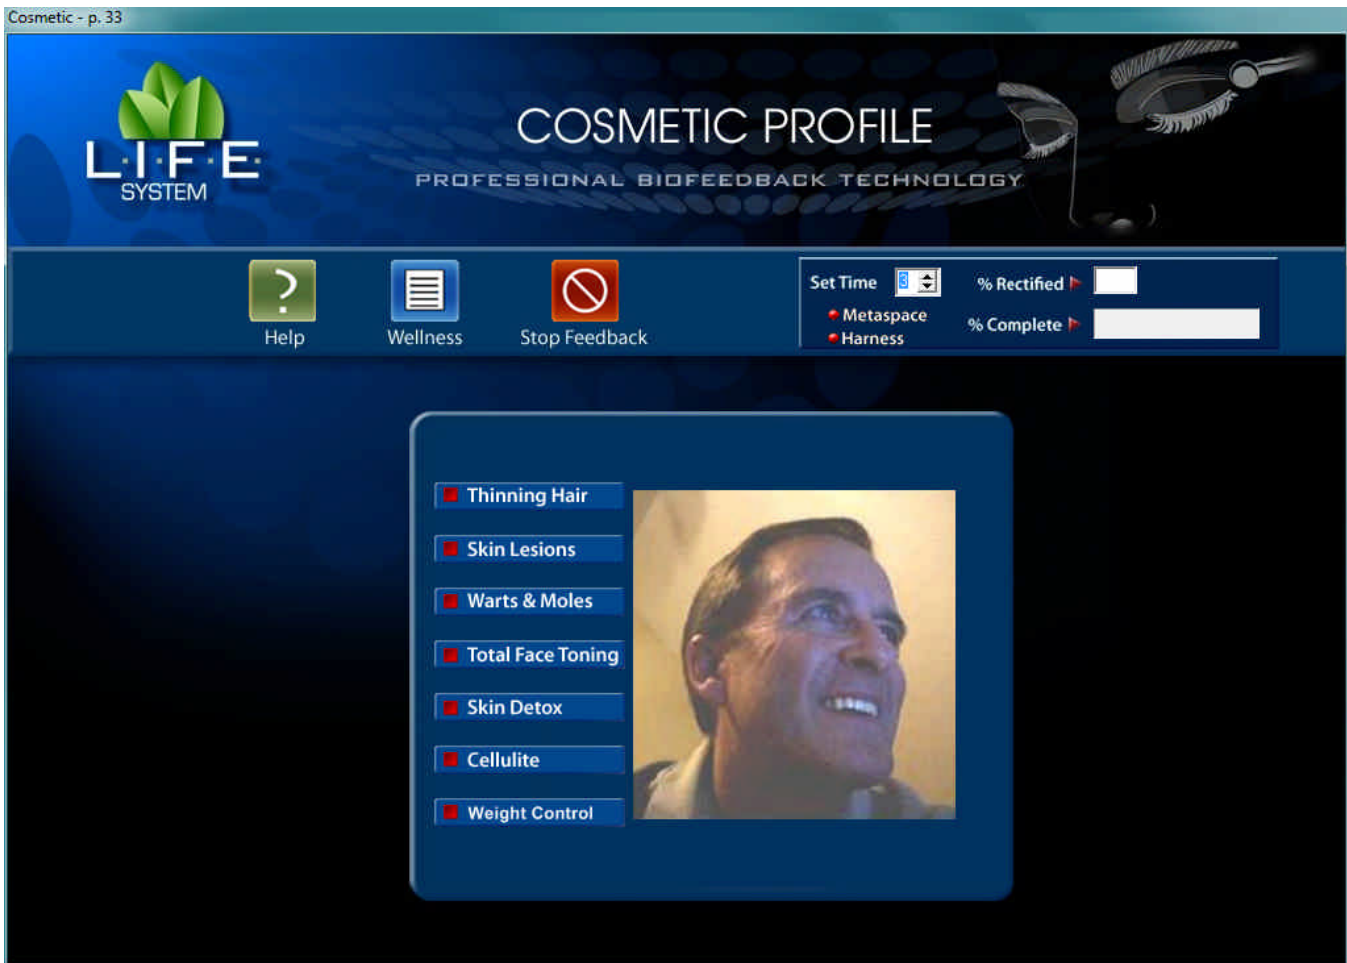 Cosmetic - p. 33
L·I·F·E·
SYSTEM
COSMETIC PROFILE
PROFESSIONAL BIOFEEDBACK TECHNOLOGY
?
Help
Wellness
Stop Feedback
Set Time 3
% Rectified
Metaspace
Harness
% Complete
Thinning Hair
Skin Lesions
Warts & Moles
Total Face Toning
Skin Detox
Cellulite
Weight Control